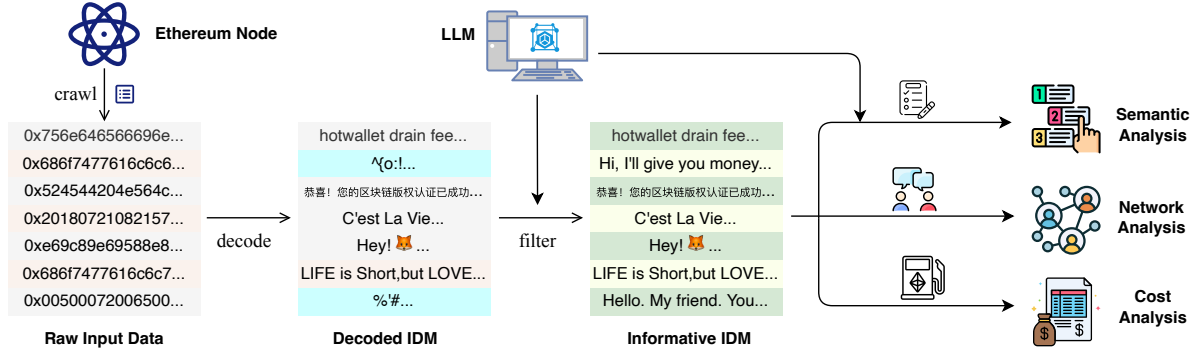 Ethereum Node
LLM
crawl
0x756e646566696e...
0x686f7477616c6c6...
0x524544204e564c...
0x20180721082157...
0xe69c89e69588e8...
0x686f7477616c6c7...
0x00500072006500...
Raw Input Data
decode
hotwallet drain fee...
^{o:!...
恭喜！您的区块链版权认证已成功...
C'est La Vie...
Hey! 🦊 ...
LIFE is Short,but LOVE...
%'#...
Decoded IDM
filter
hotwallet drain fee...
Hi, I'll give you money...
恭喜！您的区块链版权认证已成功...
C'est La Vie...
Hey! 🦊 ...
LIFE is Short,but LOVE...
Hello. My friend. You...
Informative IDM
1
2
3
Semantic
Analysis
Network
Analysis
$
$
Cost
Analysis